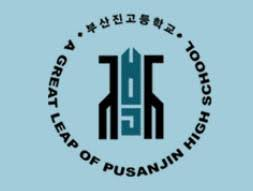 • 부산진고등학교 •
A GREAT LEAP OF PUSANJIN HIGH SCHOOL